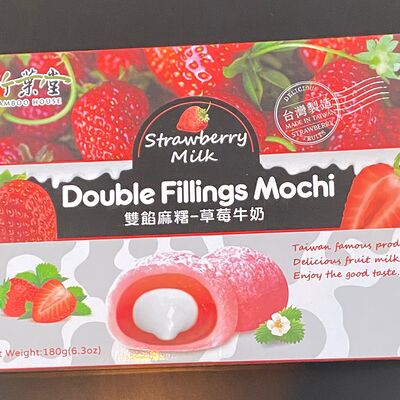 竹葉堂
BAMBOO HOUSE
DELICIOUS
台灣製造
MADE IN TAIWAN
STRAWBERRY
Strawberry
Milk
Double Fillings Mochi
雙餡麻糬-草莓牛奶
Taiwan famous prod
Delicious fruit milk
Enjoy the good taste.
t Weight:180g(6.3oz)